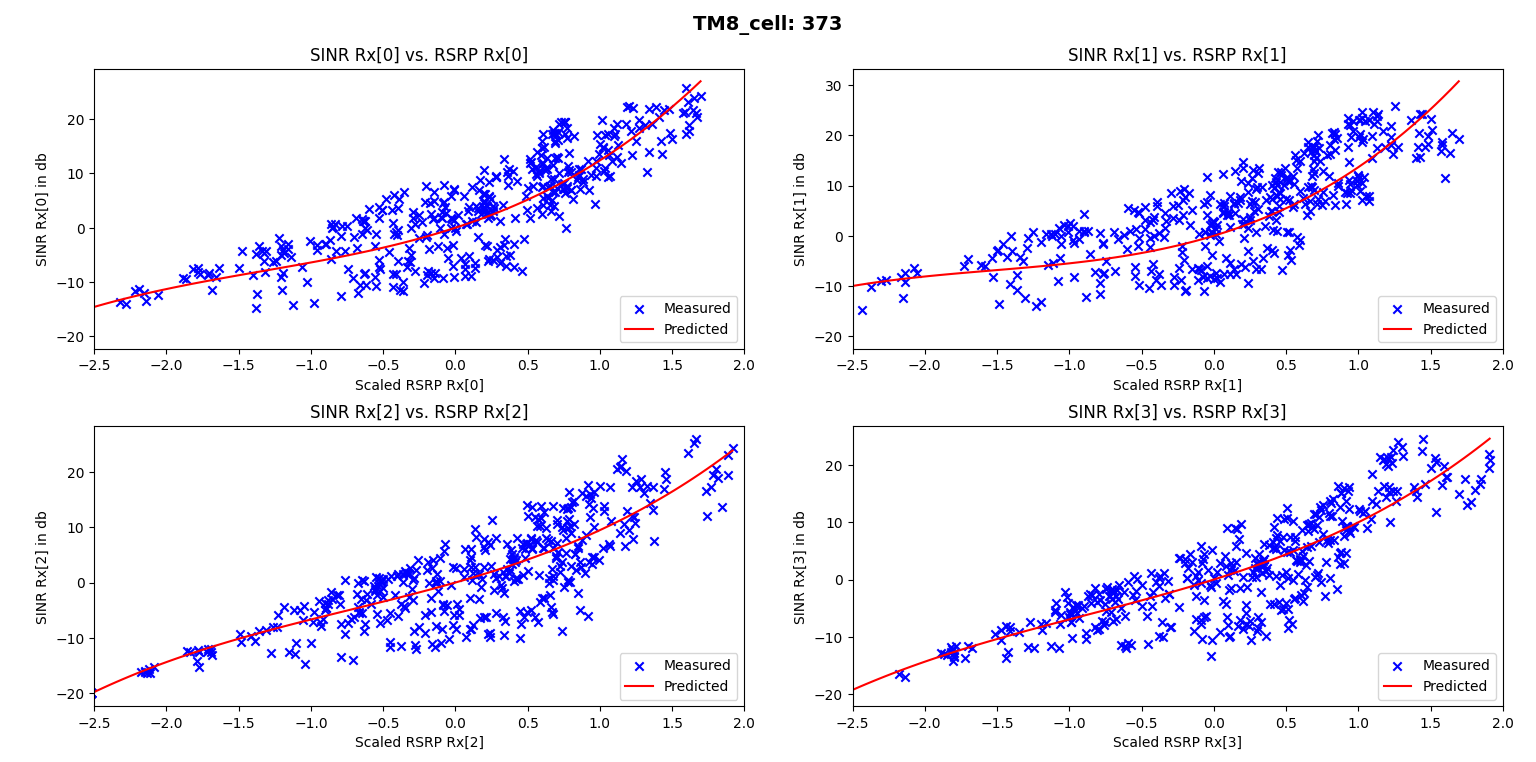 TM8_cell: 373
SINR Rx[0] vs. RSRP Rx[0]
SINR Rx[0] in db
20
10
0
−10
−20
−2.5 −2.0 −1.5 −1.0 −0.5 0.0 0.5 1.0 1.5 2.0
Scaled RSRP Rx[0]
Measured
Predicted
SINR Rx[1] vs. RSRP Rx[1]
SINR Rx[1] in db
30
20
10
0
−10
−20
−2.5 −2.0 −1.5 −1.0 −0.5 0.0 0.5 1.0 1.5 2.0
Scaled RSRP Rx[1]
Measured
Predicted
SINR Rx[2] vs. RSRP Rx[2]
SINR Rx[2] in db
20
10
0
−10
−20
−2.5 −2.0 −1.5 −1.0 −0.5 0.0 0.5 1.0 1.5 2.0
Scaled RSRP Rx[2]
Measured
Predicted
SINR Rx[3] vs. RSRP Rx[3]
SINR Rx[3] in db
20
10
0
−10
−20
−2.5 −2.0 −1.5 −1.0 −0.5 0.0 0.5 1.0 1.5 2.0
Scaled RSRP Rx[3]
Measured
Predicted